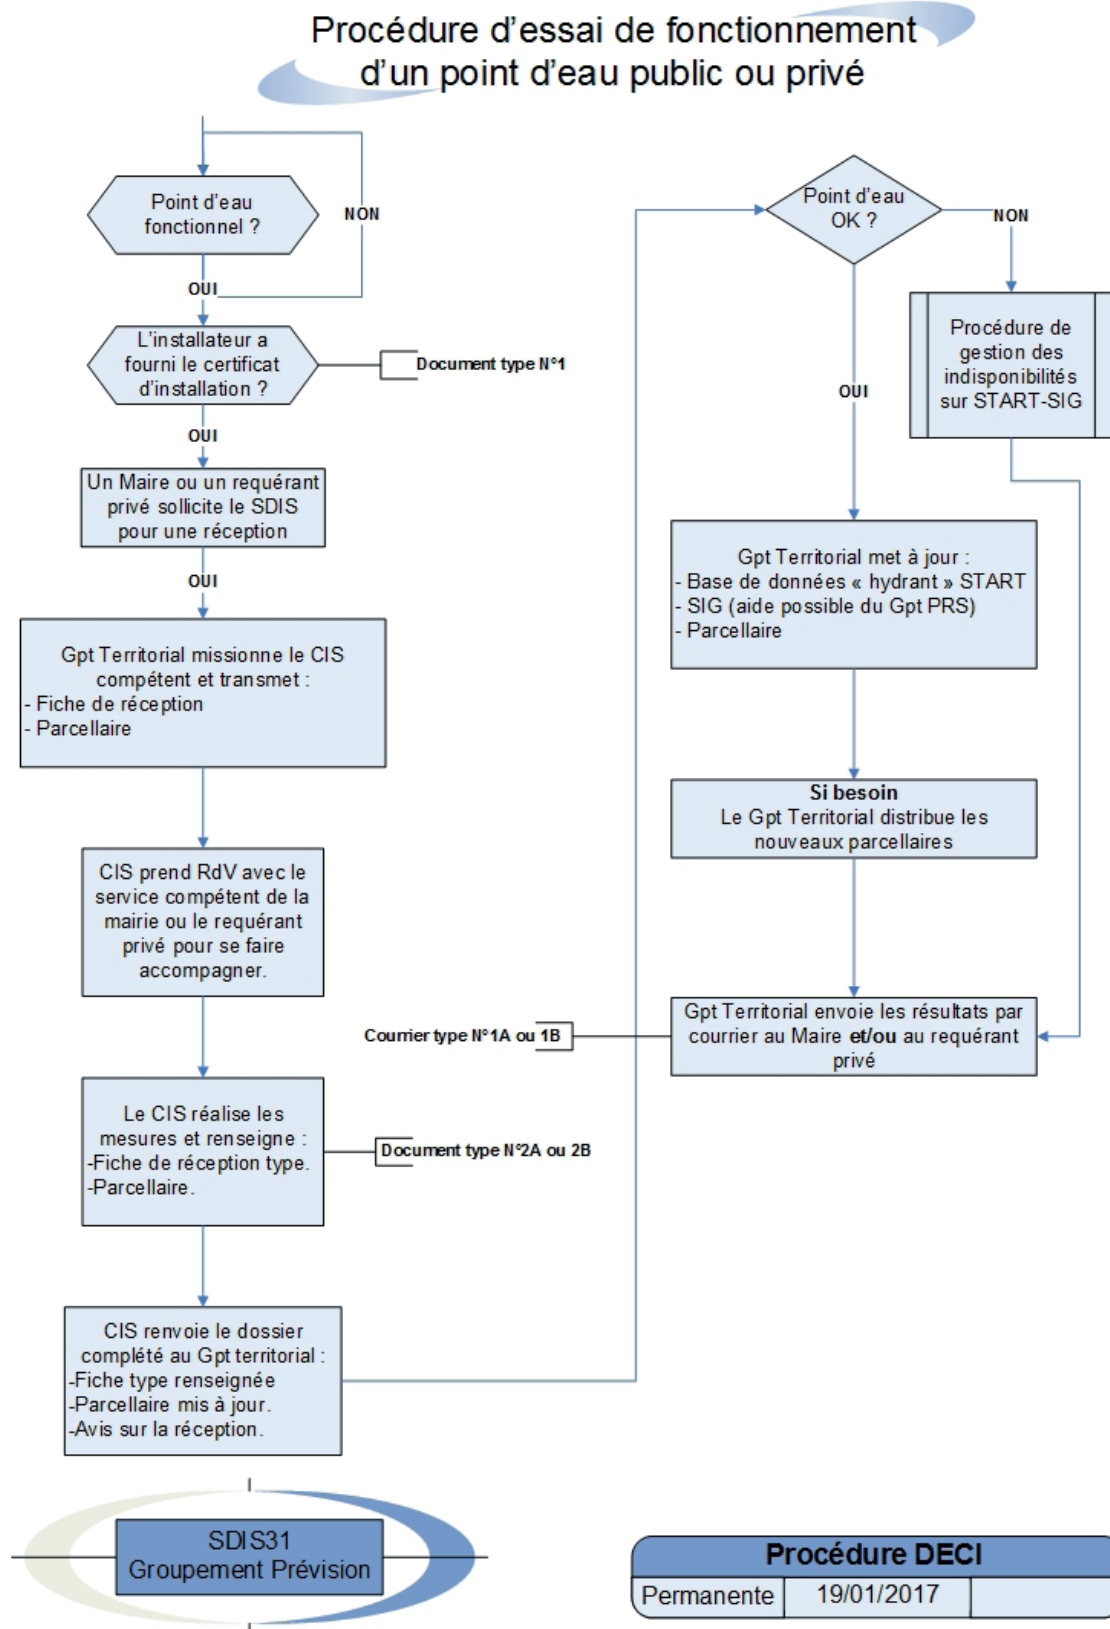 Procédure d'essai de fonctionnement
d'un point d'eau public ou privé
Point d'eau
fonctionnel ?
NON
OUI
L'installateur a
fourni le certificat
d'installation ?
Document type N°1
OUI
Un Maire ou un requérant
privé sollicite le SDIS
pour une réception
OUI
Gpt Territorial missionne le CIS
compétent et transmet :
- Fiche de réception
- Parcellaire
CIS prend RdV avec le
service compétent de la
mairie ou le requérant
privé pour se faire
accompagner.
Le CIS réalise les
mesures et renseigne :
-Fiche de réception type.
-Parcellaire.
Document type N°2A ou 2B
CIS renvoie le dossier
complété au Gpt territorial :
-Fiche type renseignée
-Parcellaire mis à jour.
-Avis sur la réception.
Point d'eau
OK ?
NON
Procédure de
gestion des
indisponibilités
sur START-SIG
OUI
Gpt Territorial met à jour :
- Base de données « hydrant » START
- SIG (aide possible du Gpt PRS)
- Parcellaire
Si besoin
Le Gpt Territorial distribue les
nouveaux parcellaires
Gpt Territorial envoie les résultats par
courrier au Maire et/ou au requérant
privé
Courrier type N°1A ou 1B
SDIS31
Groupement Prévision
Procédure DECI
Permanente
19/01/2017